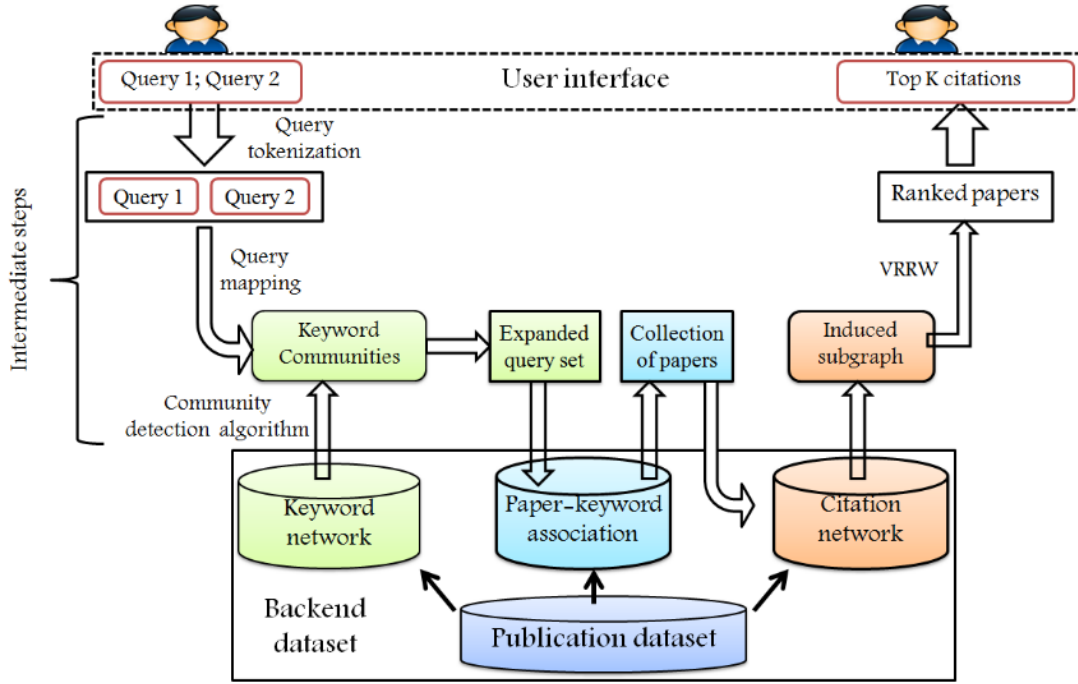 Query 1; Query 2
User interface
Top K citations
Query
tokenization
Query 1
Query 2
Ranked papers
Intermediate steps
Query
mapping
VRRW
Keyword
Communities
Expanded
query set
Collection
of papers
Induced
subgraph
Community
detection algorithm
Keyword
network
Paper-keyword
association
Citation
network
Backend
dataset
Publication dataset